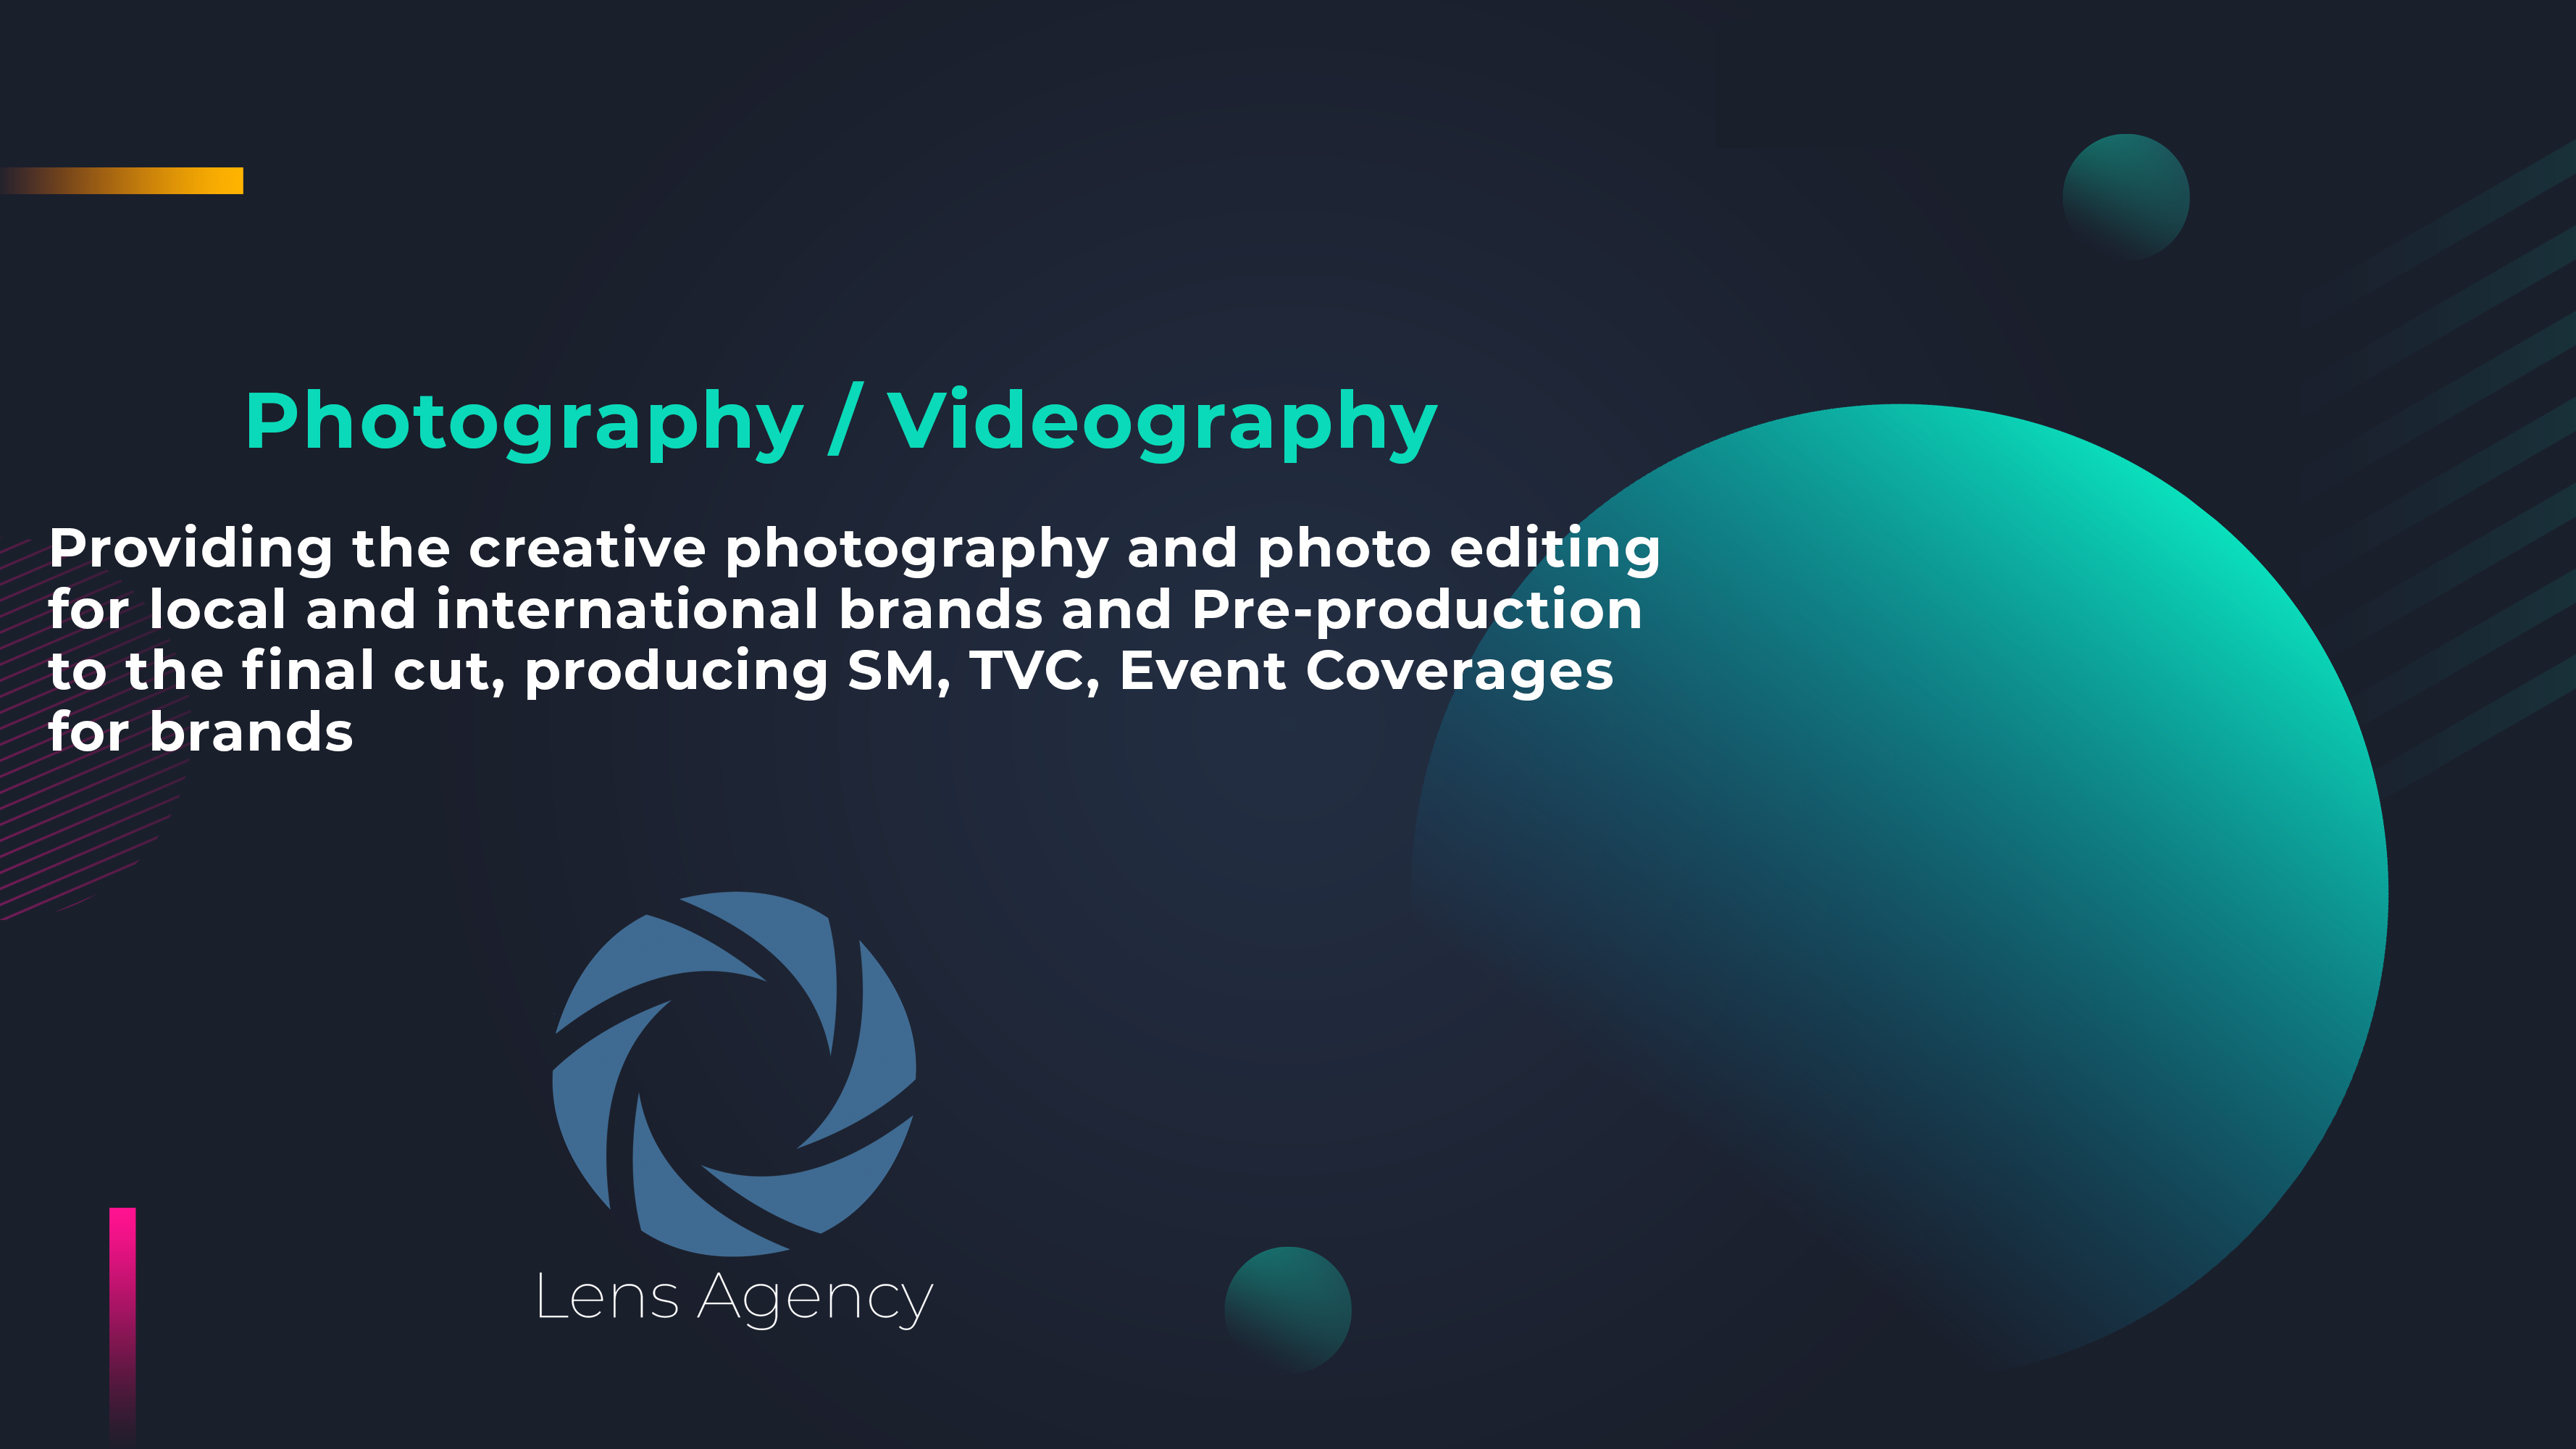 Photography / Videography
Providing the creative photography and photo editing
for local and international brands and Pre-production
to the final cut, producing SM, TVC, Event Coverages
for brands
Lens Agency